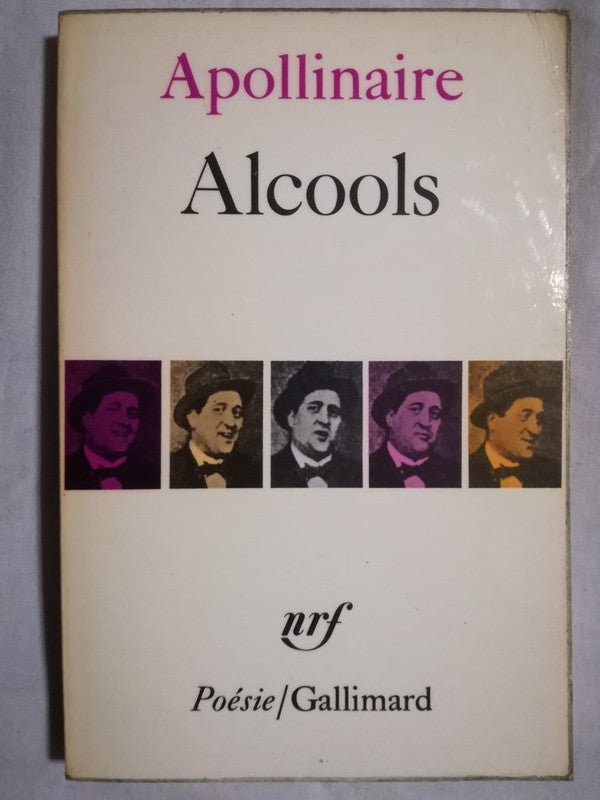 Apollinaire
Alcools
nrf
Poésie/Gallimard